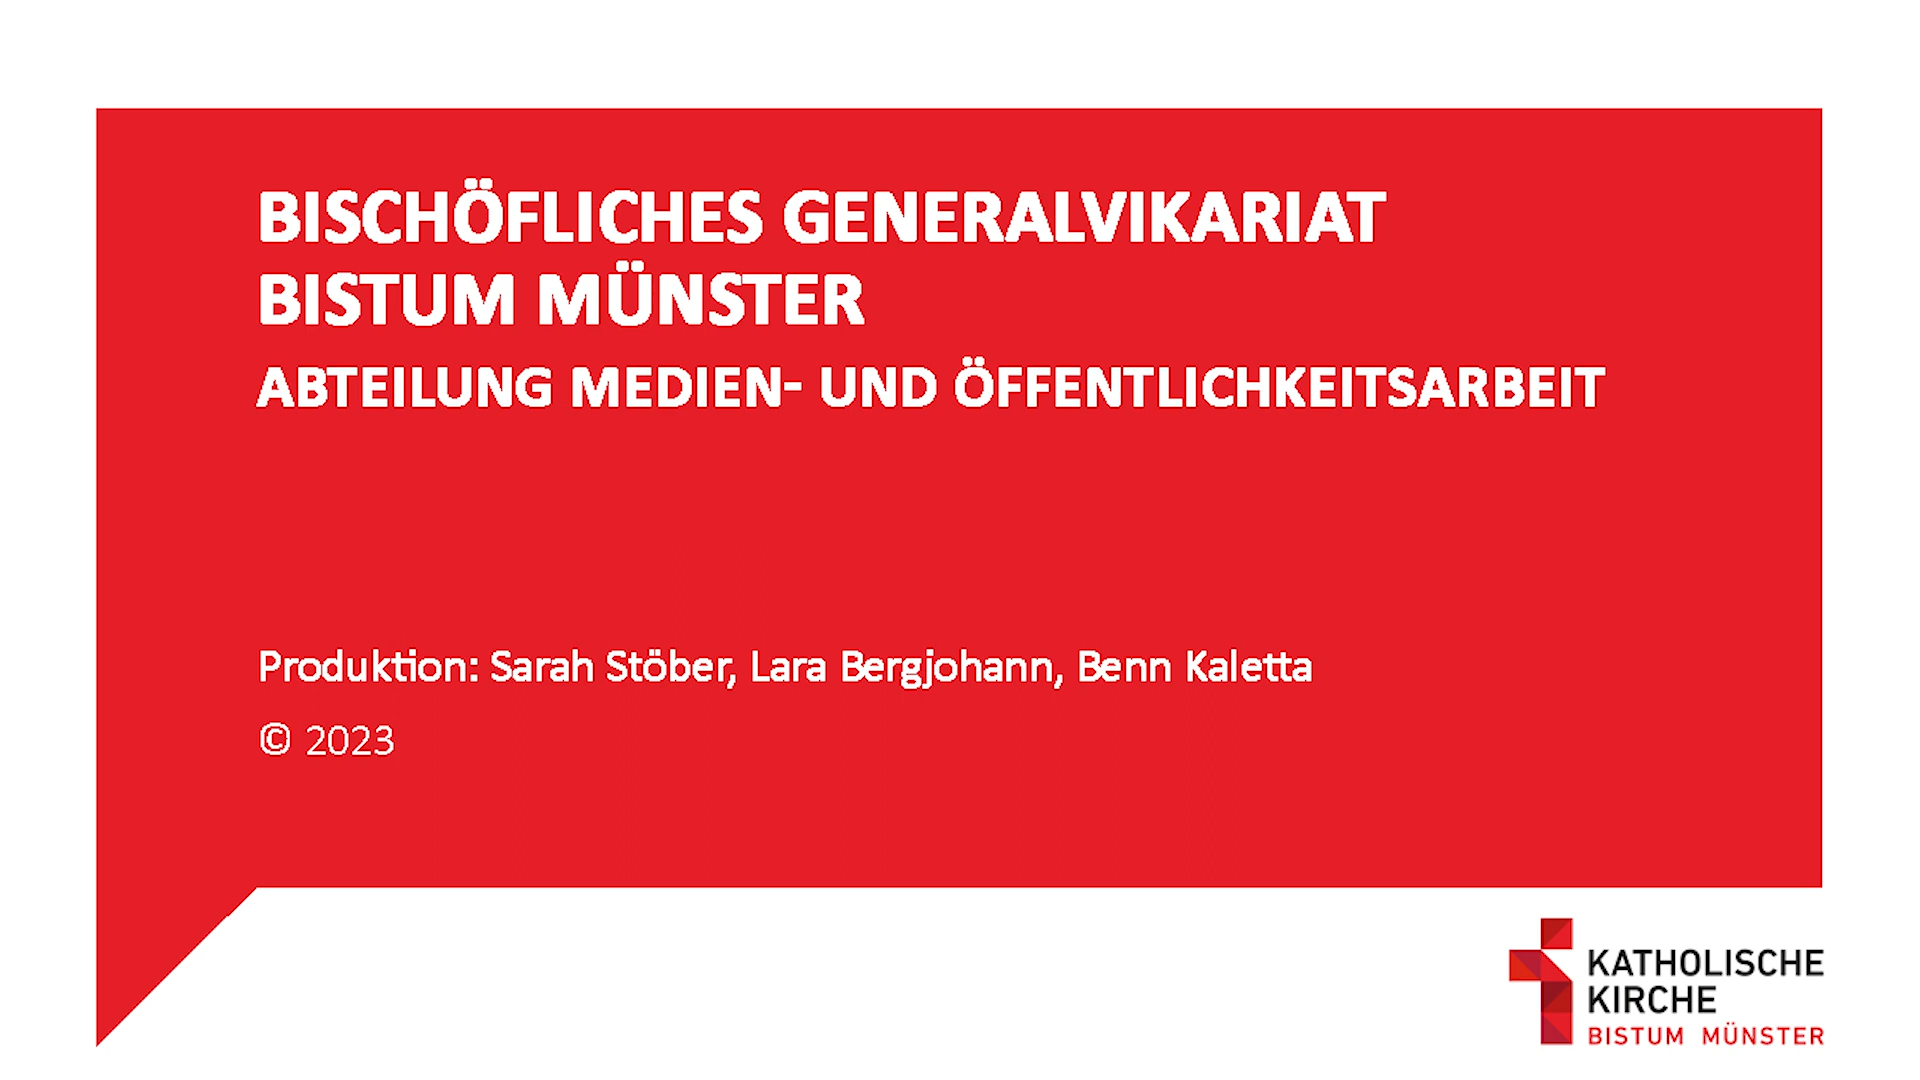 BISCHÖFLICHES GENERALVIKARIAT
BISTUM MÜNSTER
ABTEILUNG MEDIEN- UND ÖFFENTLICHKEITSARBEIT
Produktion: Sarah Stöber, Lara Bergjohann, Benn Kaletta
© 2023
KATHOLISCHE
KIRCHE
BISTUM MÜNSTER